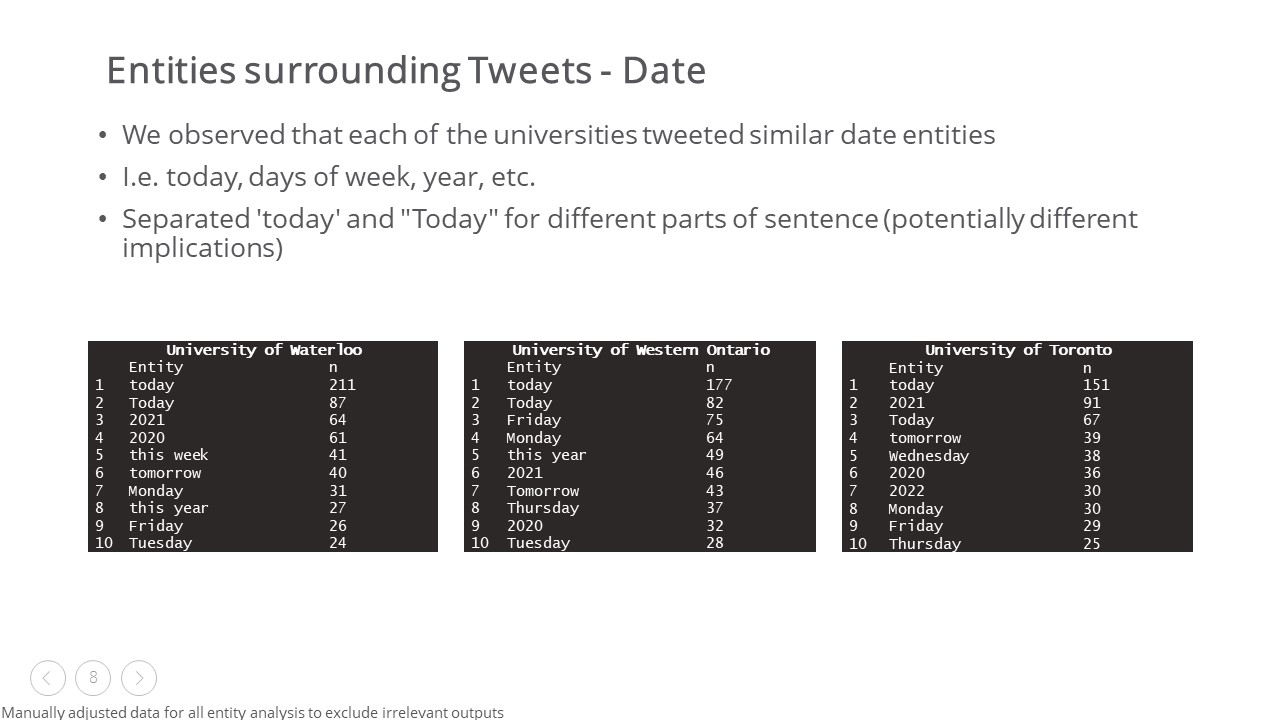 Entities surrounding Tweets - Date
• We observed that each of the universities tweeted similar date entities
• I.e. today, days of week, year, etc.
• Separated 'today' and "Today" for different parts of sentence (potentially different
implications)
University of Waterloo
Entity n
1 today 211
2 Today 87
3 2021 64
4 2020 61
5 this week 41
6 tomorrow 40
7 Monday 31
8 this year 27
9 Friday 26
10 Tuesday 24
University of Western Ontario
Entity n
1 today 177
2 Today 82
3 Friday 75
4 Monday 64
5 this year 49
6 2021 46
7 Tomorrow 43
8 Thursday 37
9 2020 32
10 Tuesday 28
University of Toronto
Entity n
1 today 151
2 2021 91
3 Today 67
4 tomorrow 39
5 Wednesday 38
6 2020 36
7 2022 30
8 Monday 30
9 Friday 29
10 Thursday 25
8
Manually adjusted data for all entity analysis to exclude irrelevant outputs